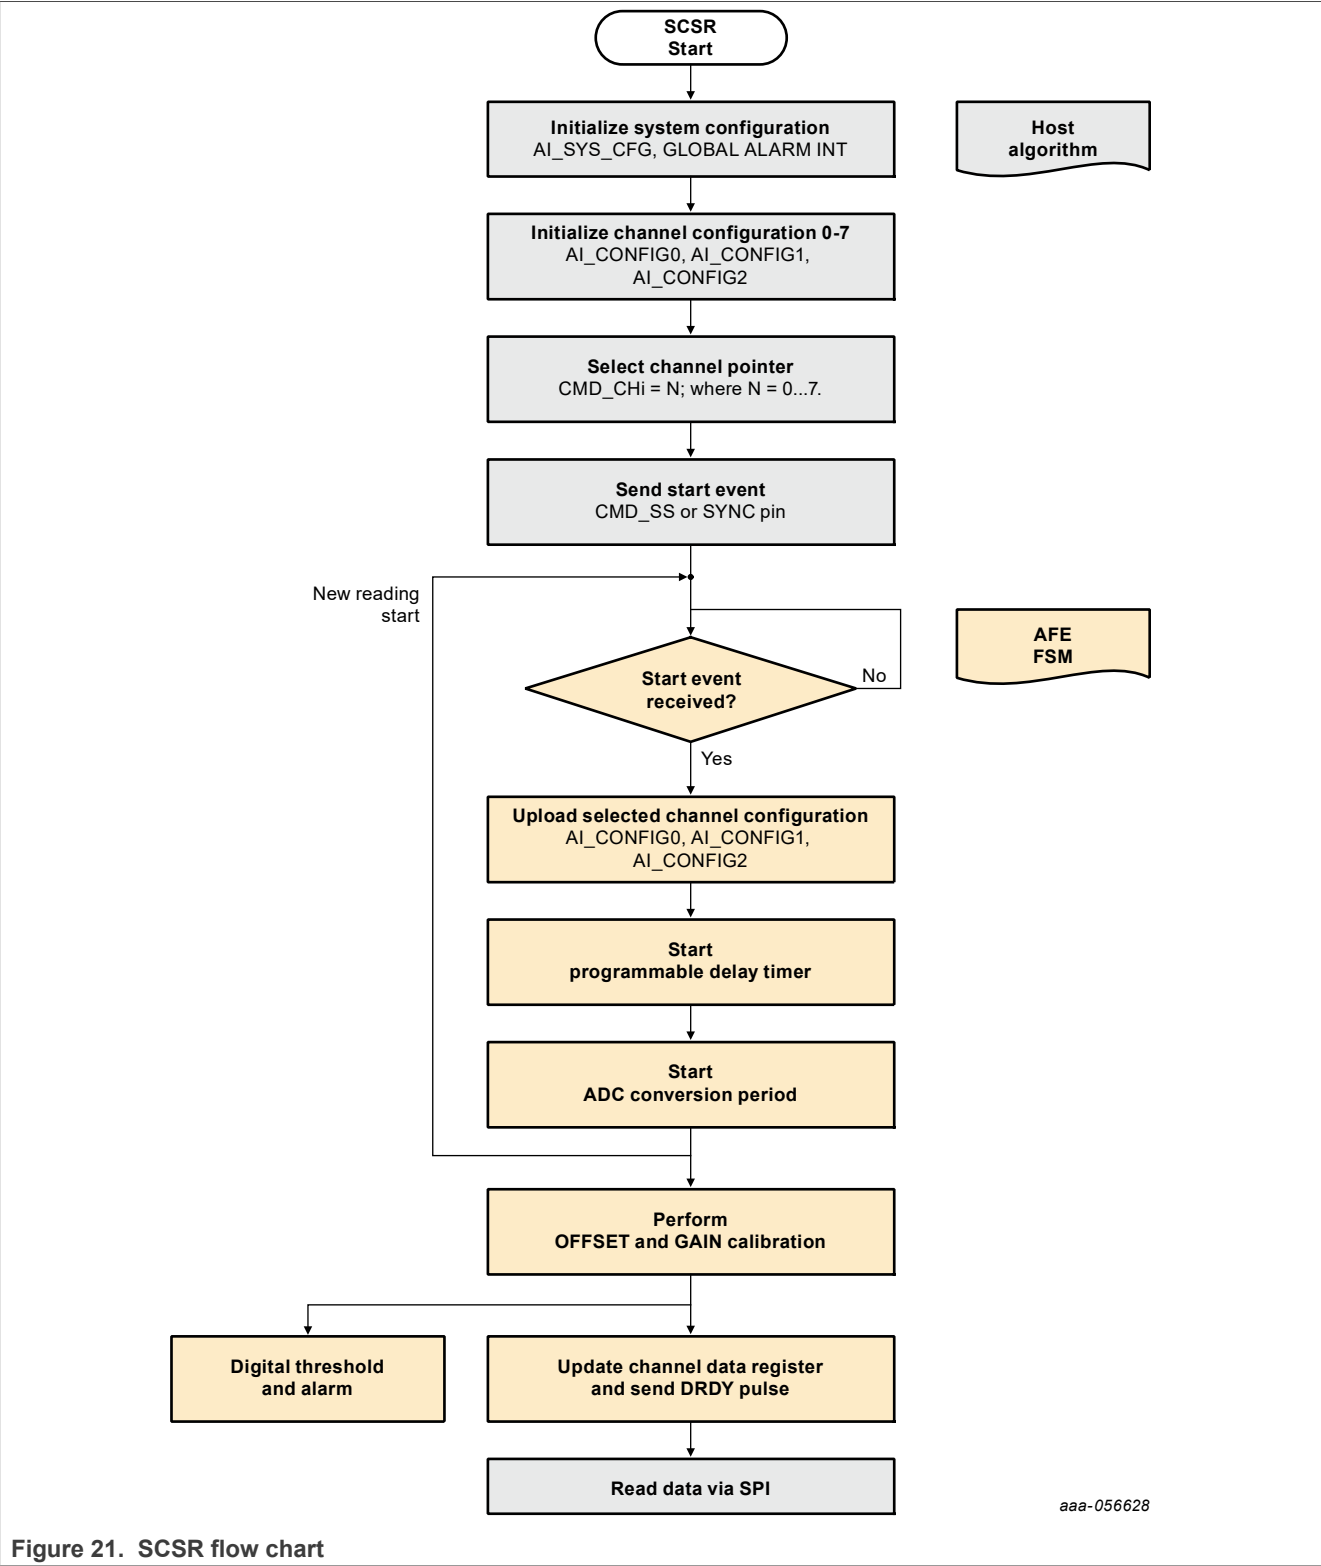 SCSR
Start
Initialize system configuration
AI_SYS_CFG, GLOBAL ALARM INT
Host
algorithm
Initialize channel configuration 0-7
AI_CONFIG0, AI_CONFIG1,
AI_CONFIG2
Select channel pointer
CMD_CHi = N; where N = 0...7.
Send start event
CMD_SS or SYNC pin
New reading
start
AFE
FSM
Start event
received?
No
Yes
Upload selected channel configuration
AI_CONFIG0, AI_CONFIG1,
AI_CONFIG2
Start
programmable delay timer
Start
ADC conversion period
Perform
OFFSET and GAIN calibration
Digital threshold
and alarm
Update channel data register
and send DRDY pulse
Read data via SPI
aaa-056628
Figure 21. SCSR flow chart